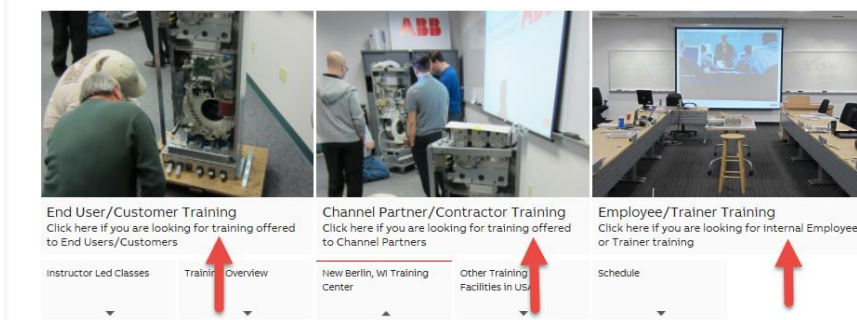 ABB
End User/Customer Training
Click here if you are looking for training offered
to End Users/Customers
Channel Partner/Contractor Training
Click here if you are looking for training offered
to Channel Partners
Employee/Trainer Training
Click here if you are looking for internal Employee
or Trainer training
Instructor Led Classes
Training Overview
New Berlin, WI Training
Center
Other Training
Facilities in USA
Schedule